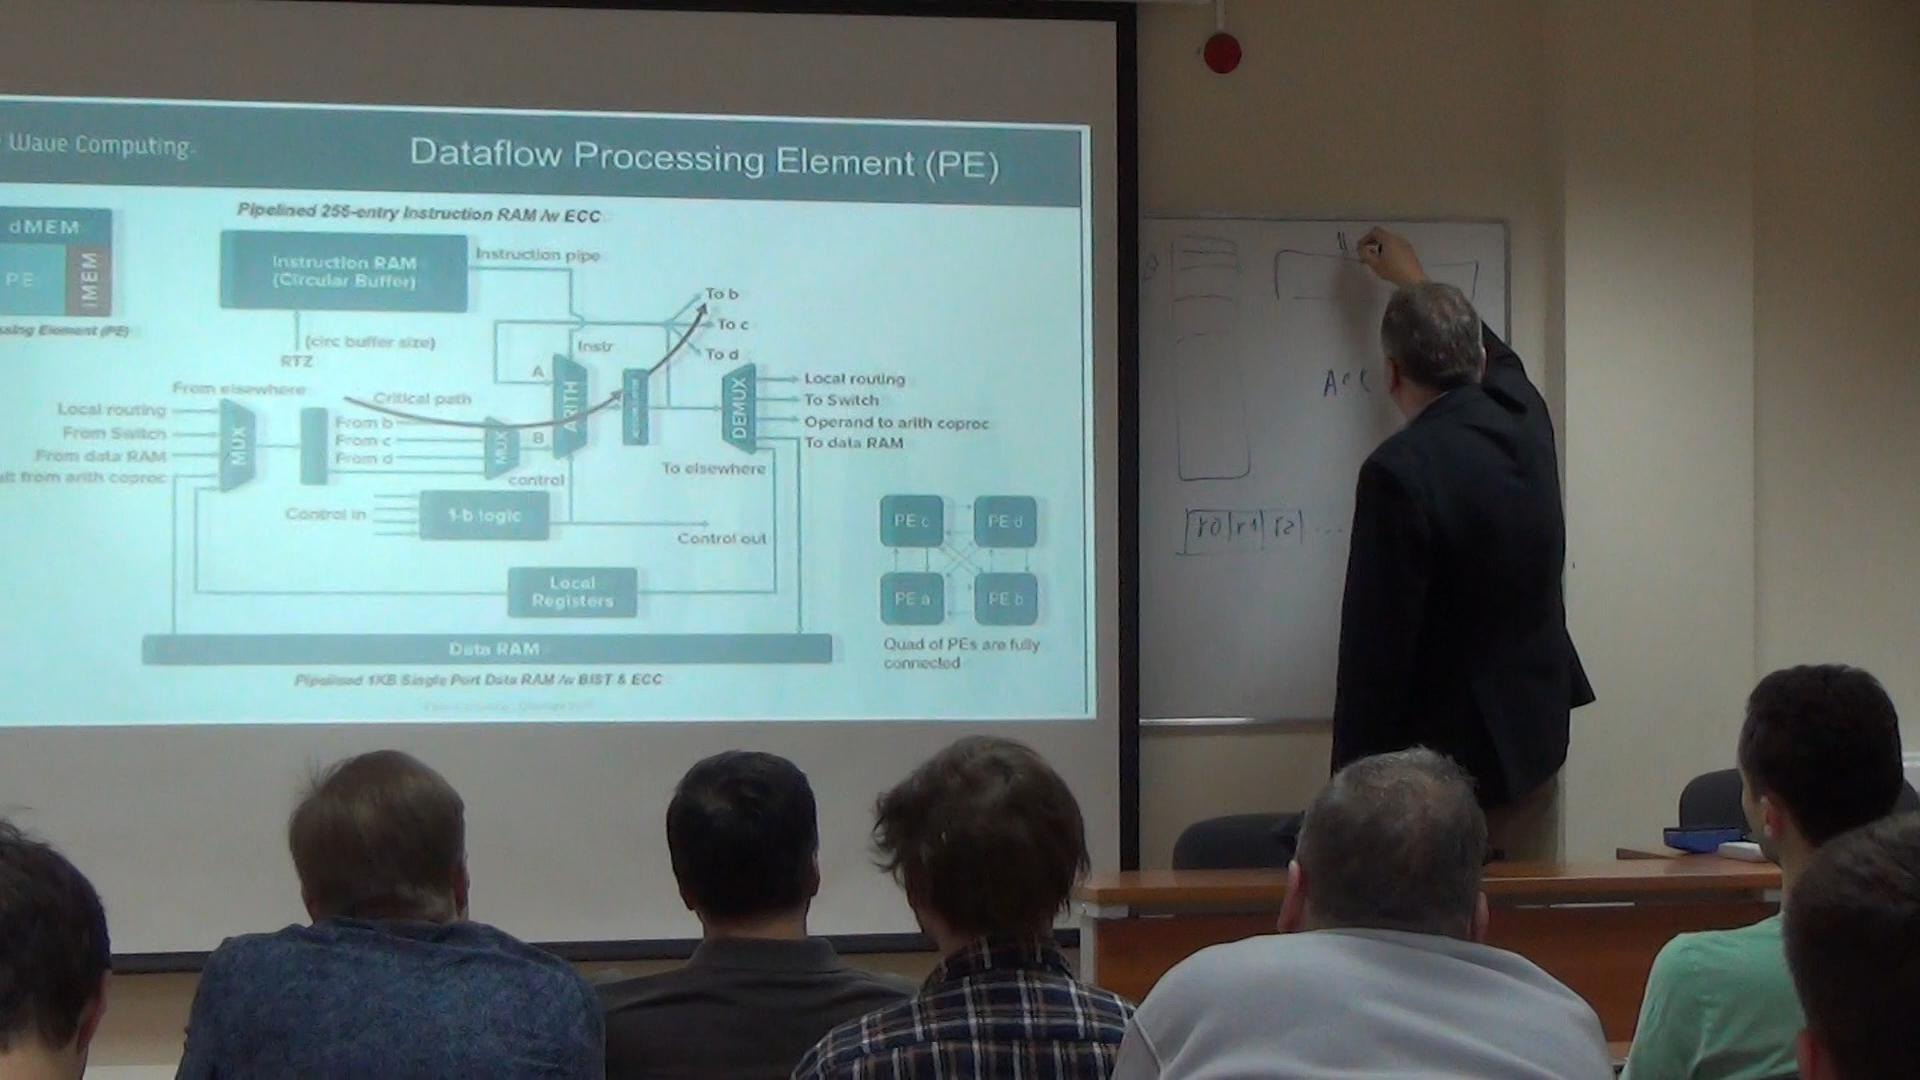 Wave Computing
Dataflow Processing Element (PE)
dMEM
PE
IMEM
Element (PE)
Pipelined 256-entry Instruction RAM /w ECC
Instruction RAM
(Circular Buffer)
Instruction pipe
(circ buffer size)
RTZ
To b
To c
To d
Instr
A
ARITH
B
From elsewhere
Local routing
From Switch
From data RAM
from arith coproc
MUX
Critical path
From b
From c
From d
MUX
control
DEMUX
Local routing
To Switch
Operand to arith coproc
To data RAM
To elsewhere
Control in
1-b logic
Control out
Local
Registers
Data RAM
Pipelined 1KB Single Port Data RAM /w BIST & ECC
PE c
PE d
PE a
PE b
Quad of PEs are fully
connected
r0 r1 r2 ...